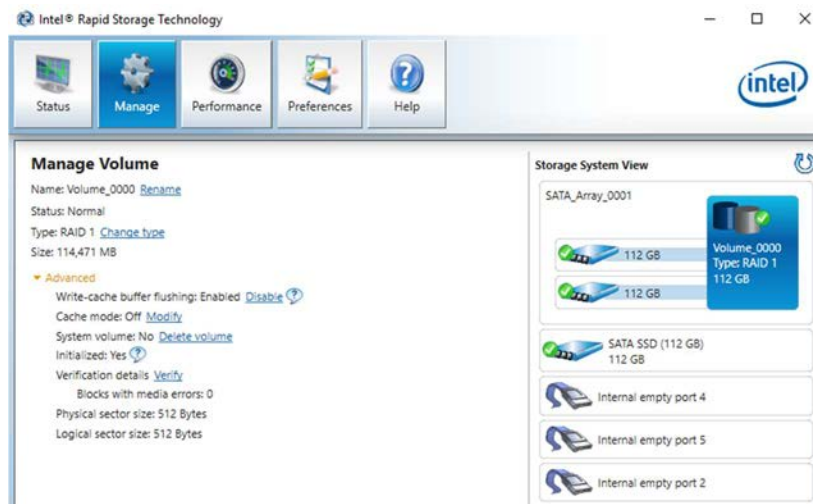 Intel® Rapid Storage Technology
Status
Manage
Performance
Preferences
Help
intel
Manage Volume
Name: Volume_0000 Rename
Status: Normal
Type: RAID 1 Change type
Size: 114,471 MB
Advanced
Write-cache buffer flushing: Enabled Disable ?
Cache mode: Off Modify
System volume: No Delete volume
Initialized: Yes ?
Verification details Verify
Blocks with media errors: 0
Physical sector size: 512 Bytes
Logical sector size: 512 Bytes
Storage System View
SATA_Array_0001
112 GB
112 GB
Volume_0000
Type: RAID 1
112 GB
SATA SSD (112 GB)
112 GB
Internal empty port 4
Internal empty port 5
Internal empty port 2